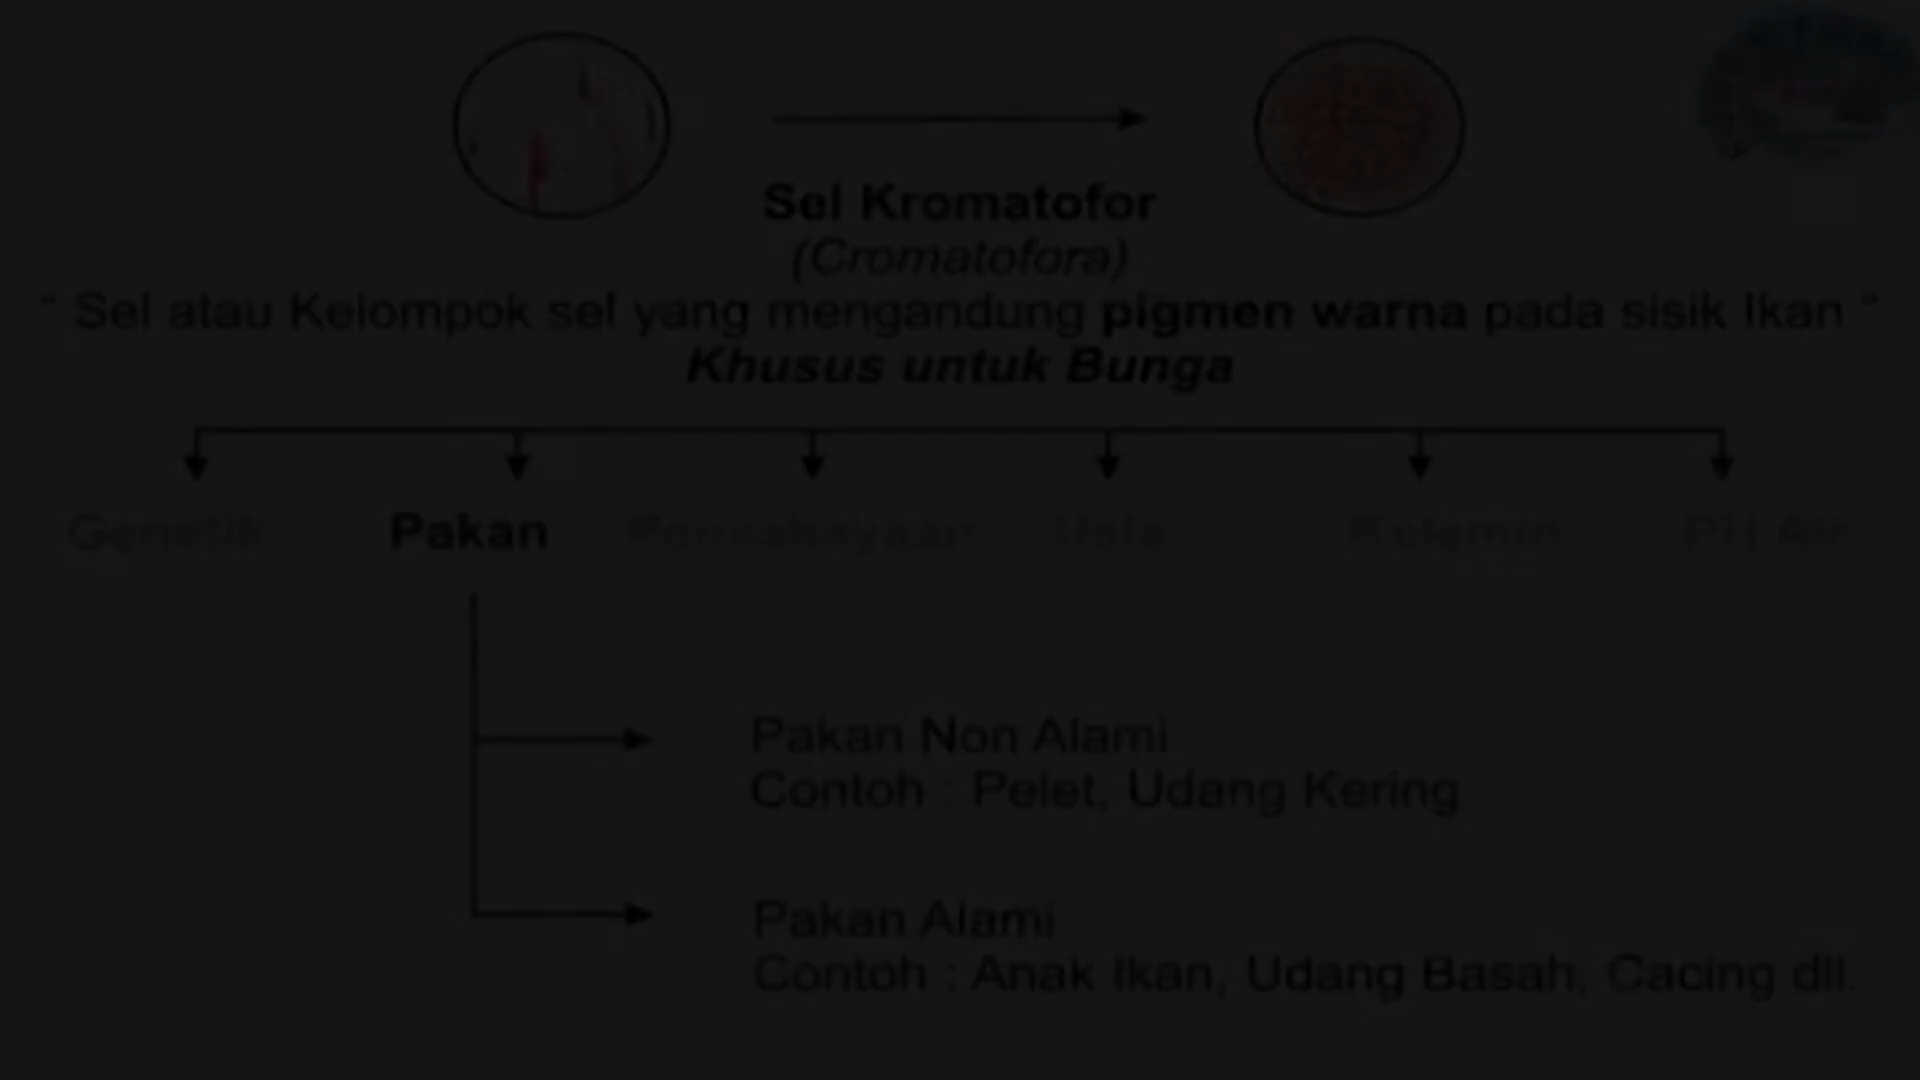 Sel Kromatofor
(Cromatofora)
" Sel atau Kelompok sel yang mengandung pigmen warna pada sisik Ikan "
Khusus untuk Bunga
Genetik Pakan Pencahayaan Usia Kelamin PH Air
Pakan Non Alami
Contoh : Pelet, Udang Kering
Pakan Alami
Contoh : Anak Ikan, Udang Basah, Cacing dll.